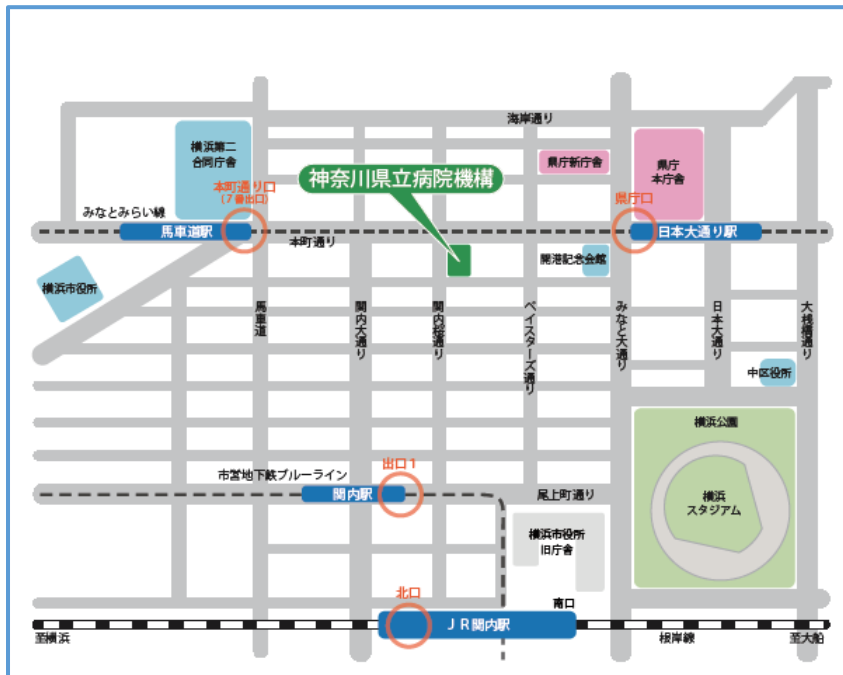 海岸通り
横浜第二
合同庁舎
県庁新庁舎
県庁
本庁舎
神奈川県立病院機構
本町通り口
(7番出口)
県庁口
みなとみらい線
馬車道駅
本町通り
日本大通り駅
横浜市役所
開港記念会館
馬車道
関内大通り
関内桜通り
ベイスターズ通り
みなと大通り
日本大通り
大桟橋通り
中区役所
横浜公園
横浜
スタジアム
出口1
市営地下鉄ブルーライン
関内駅
尾上町通り
横浜市役所
旧庁舎
北口
南口
JR関内駅
至横浜
根岸線
至大船